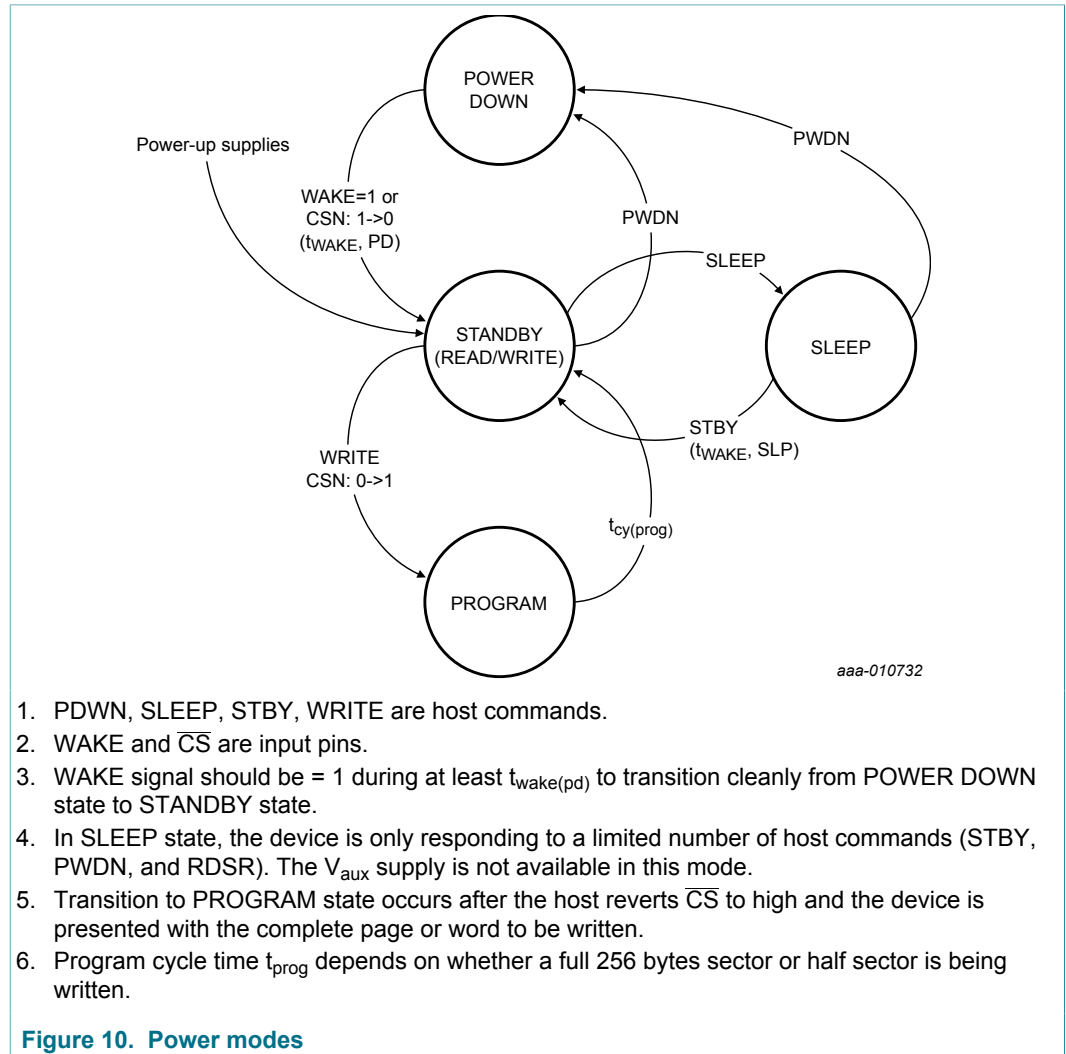 POWER
DOWN
PWDN
Power-up supplies
WAKE=1 or
CSN: 1->0
(tWAKE, PD)
PWDN
SLEEP
STANDBY
(READ/WRITE)
SLEEP
STBY
(tWAKE, SLP)
WRITE
CSN: 0->1
tcy(prog)
PROGRAM
aaa-010732
1. PDWN, SLEEP, STBY, WRITE are host commands.
2. WAKE and C̅S̅ are input pins.
3. WAKE signal should be = 1 during at least twake(pd) to transition cleanly from POWER DOWN
state to STANDBY state.
4. In SLEEP state, the device is only responding to a limited number of host commands (STBY,
PWDN, and RDSR). The Vaux supply is not available in this mode.
5. Transition to PROGRAM state occurs after the host reverts C̅S̅ to high and the device is
presented with the complete page or word to be written.
6. Program cycle time tprog depends on whether a full 256 bytes sector or half sector is being
written.
Figure 10. Power modes